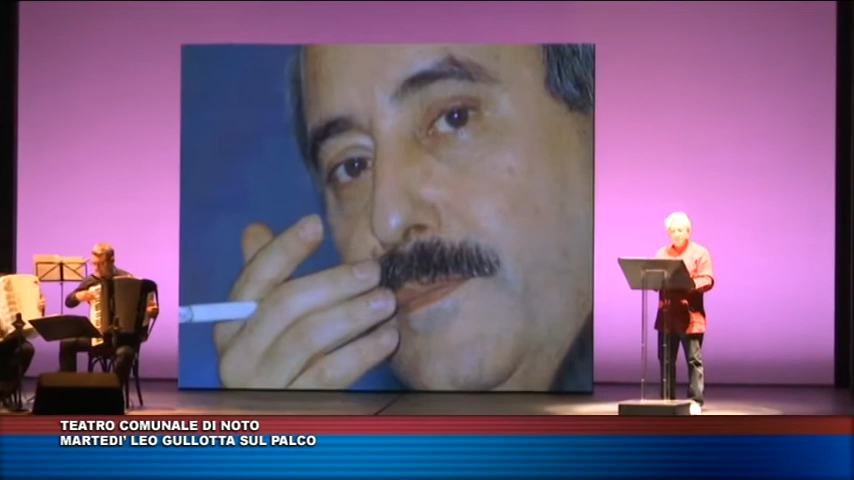 TEATRO COMUNALE DI NOTO
MARTEDI' LEO GULLOTTA SUL PALCO